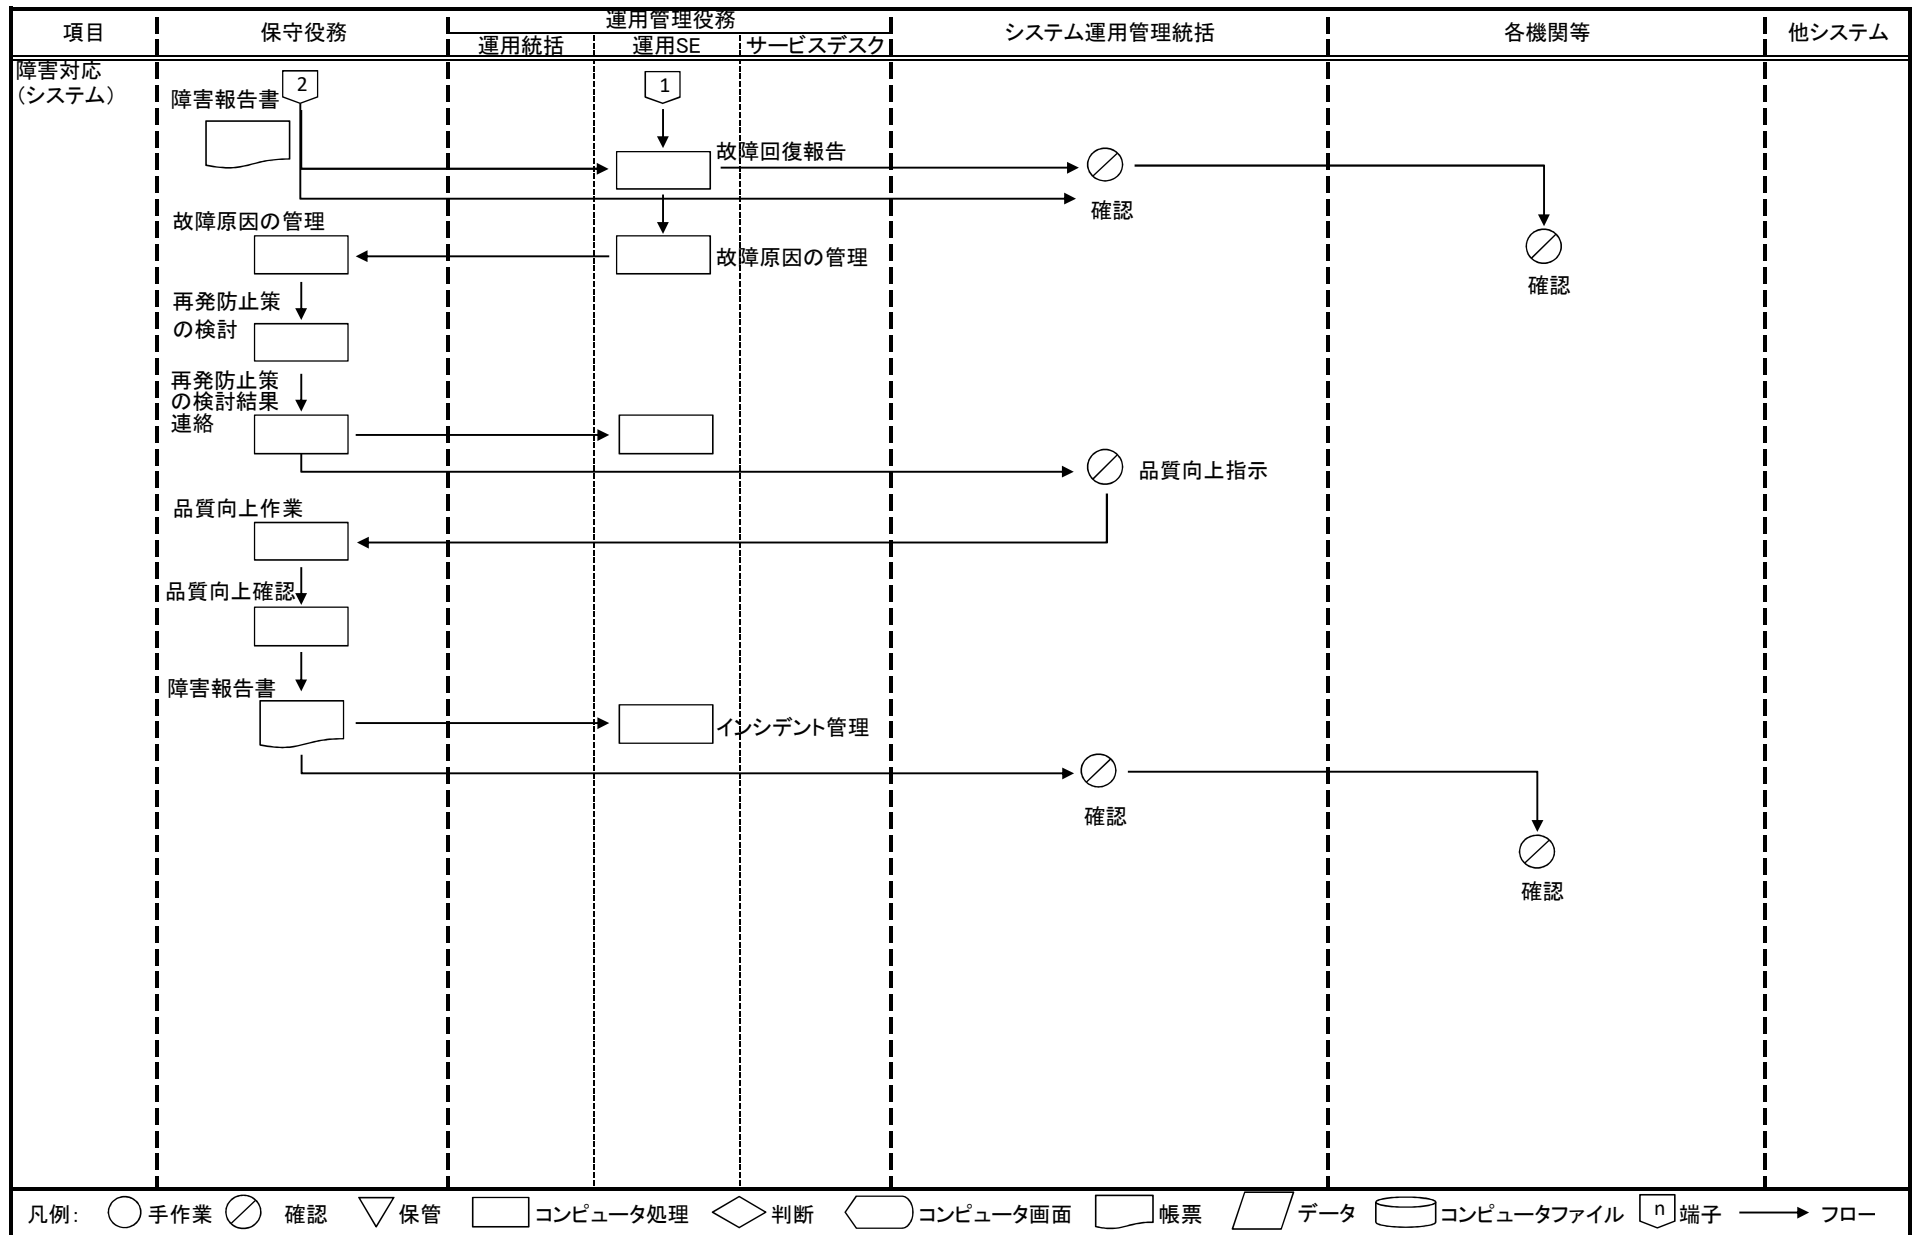 項目
保守役務
運用管理役務
運用統括
運用SE
サービスデスク
システム運用管理統括
各機関等
他システム
障害対応
（システム）
障害報告書
2
1
故障回復報告
確認
確認
故障原因の管理
故障原因の管理
再発防止策
の検討
再発防止策
の検討結果
連絡
品質向上指示
品質向上作業
品質向上確認
障害報告書
インシデント管理
確認
確認
凡例：
手作業
確認
保管
コンピュータ処理
判断
コンピュータ画面
帳票
データ
コンピュータファイル
n
端子
フロー